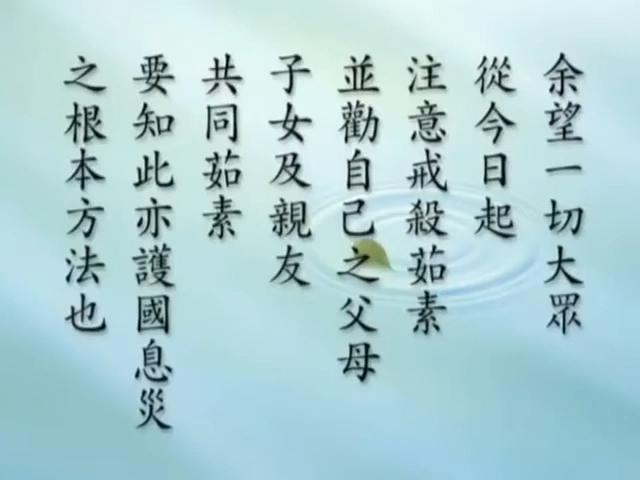 余望一切大眾
從今日起
注意戒殺茹素
並勸自己之父母
子女及親友
共同茹素
要知此亦護國息災
之根本方法也